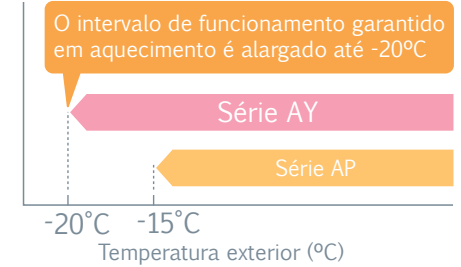 O intervalo de funcionamento garantido
em aquecimento é alargado até -20ºC
Série AY
Série AP
-20°C
-15°C
Temperatura exterior (ºC)